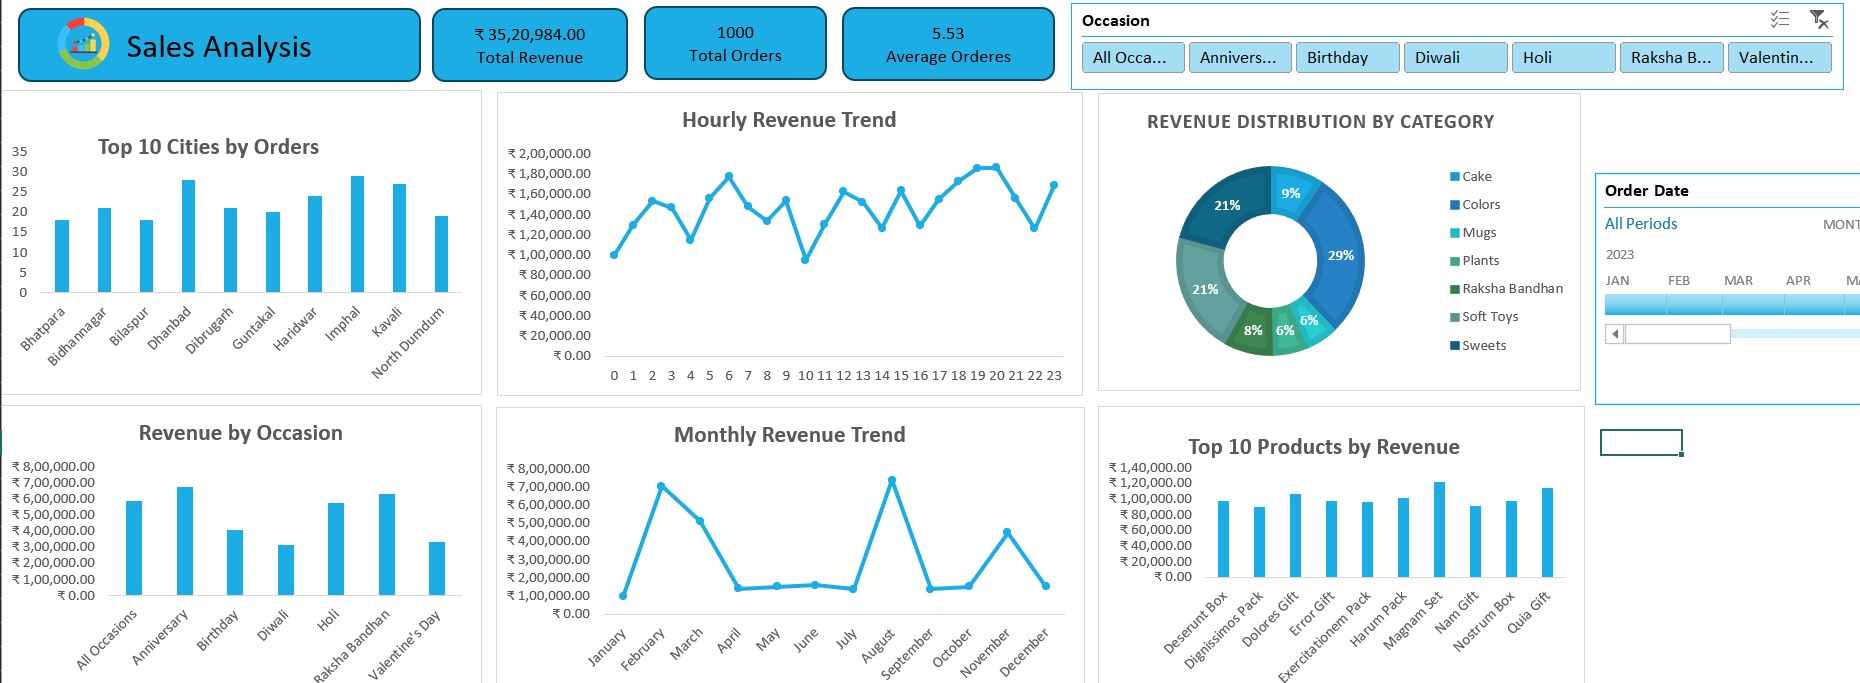 Sales Analysis
₹ 35,20,984.00
Total Revenue
1000
Total Orders
5.53
Average Orderes
Occasion
All Occa...
Annivers...
Birthday
Diwali
Holi
Raksha B...
Valentin...
Top 10 Cities by Orders
35
30
25
20
15
10
5
0
Bhatpara
Bidhannagar
Bilaspur
Dhanbad
Dibrugarh
Guntakal
Haridwar
Imphal
Kavali
North Dumdum
Hourly Revenue Trend
₹ 2,00,000.00
₹ 1,80,000.00
₹ 1,60,000.00
₹ 1,40,000.00
₹ 1,20,000.00
₹ 1,00,000.00
₹ 80,000.00
₹ 60,000.00
₹ 40,000.00
₹ 20,000.00
₹ 0.00
0 1 2 3 4 5 6 7 8 9 10 11 12 13 14 15 16 17 18 19 20 21 22 23
REVENUE DISTRIBUTION BY CATEGORY
9%
29%
6%
6%
8%
21%
21%
Cake
Colors
Mugs
Plants
Raksha Bandhan
Soft Toys
Sweets
Order Date
All Periods
MONT
2023
JAN FEB MAR APR MA
Revenue by Occasion
₹ 8,00,000.00
₹ 7,00,000.00
₹ 6,00,000.00
₹ 5,00,000.00
₹ 4,00,000.00
₹ 3,00,000.00
₹ 2,00,000.00
₹ 1,00,000.00
₹ 0.00
All Occasions
Anniversary
Birthday
Diwali
Holi
Raksha Bandhan
Valentine's Day
Monthly Revenue Trend
₹ 8,00,000.00
₹ 7,00,000.00
₹ 6,00,000.00
₹ 5,00,000.00
₹ 4,00,000.00
₹ 3,00,000.00
₹ 2,00,000.00
₹ 1,00,000.00
₹ 0.00
January
February
March
April
May
June
July
August
September
October
November
December
Top 10 Products by Revenue
₹ 1,40,000.00
₹ 1,20,000.00
₹ 1,00,000.00
₹ 80,000.00
₹ 60,000.00
₹ 40,000.00
₹ 20,000.00
₹ 0.00
Deserunt Box
Dignissimos Pack
Dolores Gift
Error Gift
Exercitationem Pack
Harum Pack
Magnam Set
Nam Gift
Nostrum Box
Quia Gift